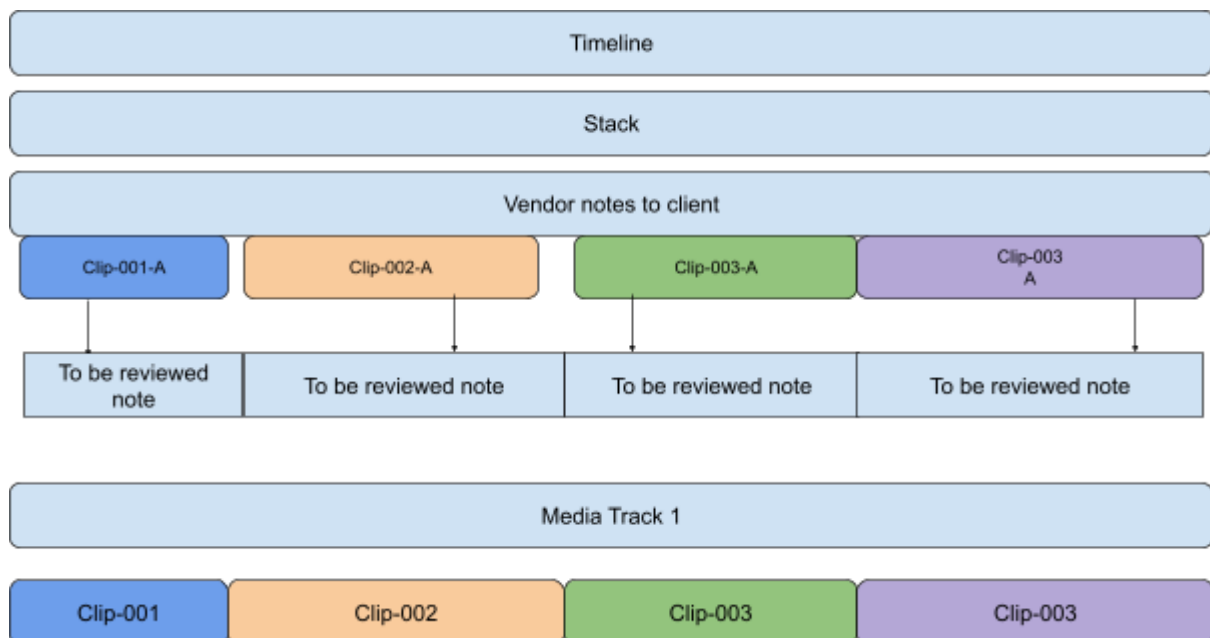 Timeline
Stack
Vendor notes to client
Clip-001-A
Clip-002-A
Clip-003-A
Clip-003
A
To be reviewed
note
To be reviewed note
To be reviewed note
To be reviewed note
Media Track 1
Clip-001
Clip-002
Clip-003
Clip-003